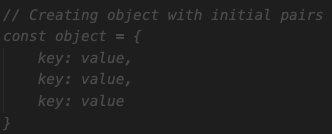 // Creating object with initial pairs
const object = {
    key: value,
    key: value,
    key: value
}